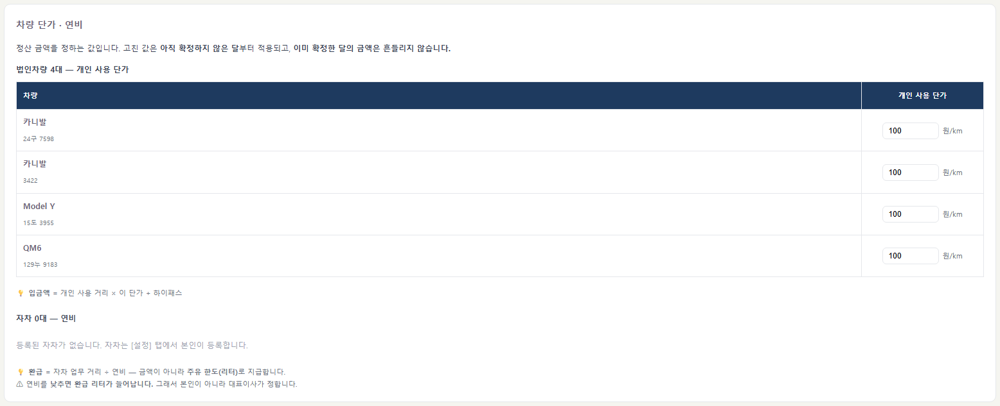 차량 단가 · 연비
정산 금액을 정하는 값입니다. 고친 값은 아직 확정하지 않은 달부터 적용되고, 이미 확정한 달의 금액은 흔들리지 않습니다.
법인차량 4대 — 개인 사용 단가
차량 개인 사용 단가
카니발
24구 7598
100 원/km
카니발
3422
100 원/km
Model Y
15도 3955
100 원/km
QM6
129누 9183
100 원/km
💡 입금액 = 개인 사용 거리 × 이 단가 + 하이패스
자차 0대 — 연비
등록된 자차가 없습니다. 자차는 [설정] 탭에서 본인이 등록합니다.
💡 환급 = 자차 업무 거리 ÷ 연비 — 금액이 아니라 주유 한도(리터)로 지급합니다.
⚠ 연비를 낮추면 환급 리터가 늘어납니다. 그래서 본인이 아니라 대표이사가 정합니다.